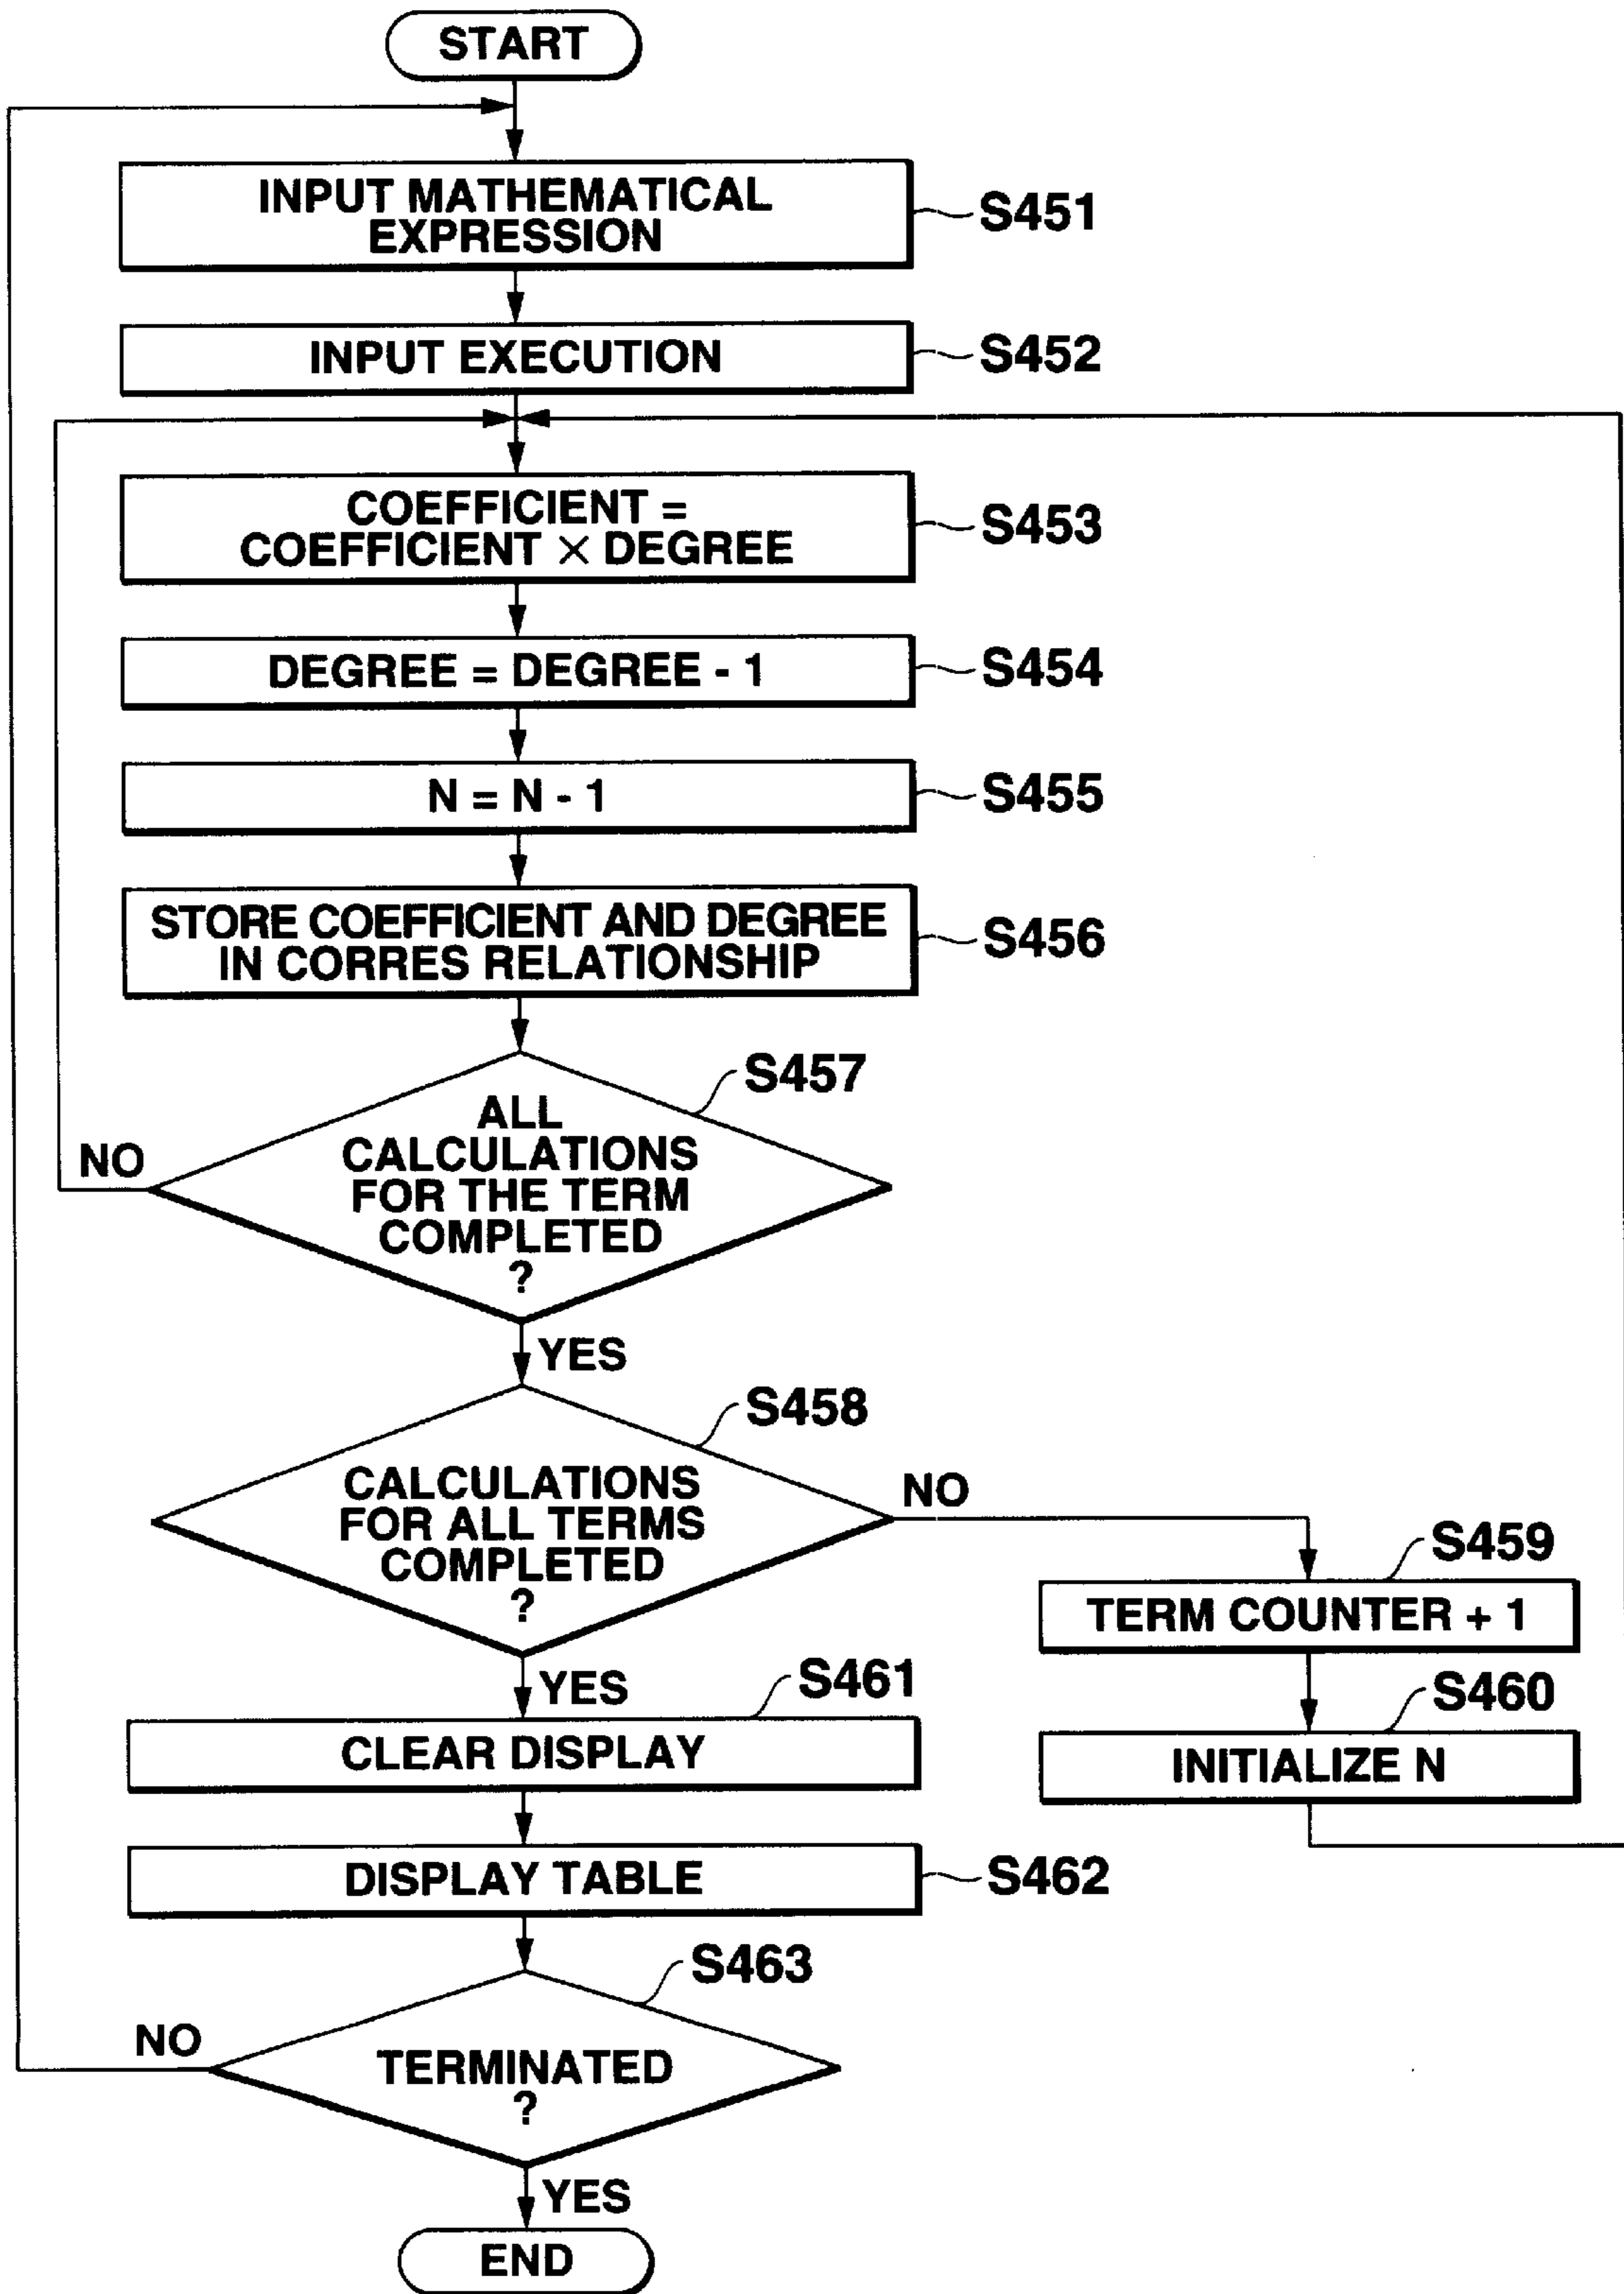 START
INPUT MATHEMATICAL
EXPRESSION
S451
INPUT EXECUTION
S452
COEFFICIENT =
COEFFICIENT × DEGREE
S453
DEGREE = DEGREE - 1
S454
N = N - 1
S455
STORE COEFFICIENT AND DEGREE
IN CORRES RELATIONSHIP
S456
S457
ALL
CALCULATIONS
FOR THE TERM
COMPLETED
?
NO
YES
S458
CALCULATIONS
FOR ALL TERMS
COMPLETED
?
NO
S459
TERM COUNTER + 1
S460
INITIALIZE N
YES
S461
CLEAR DISPLAY
DISPLAY TABLE
S462
S463
NO
TERMINATED
?
YES
END